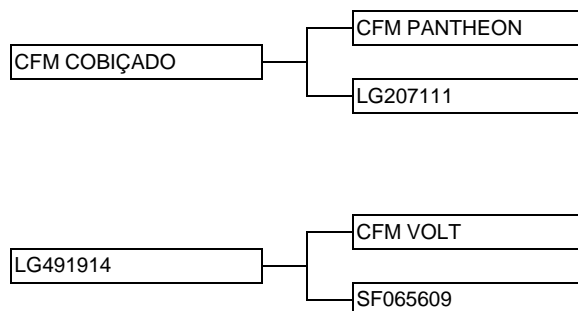 CFM PANTHEON
CFM COBIÇADO
LG207111
CFM VOLT
LG491914
SF065609